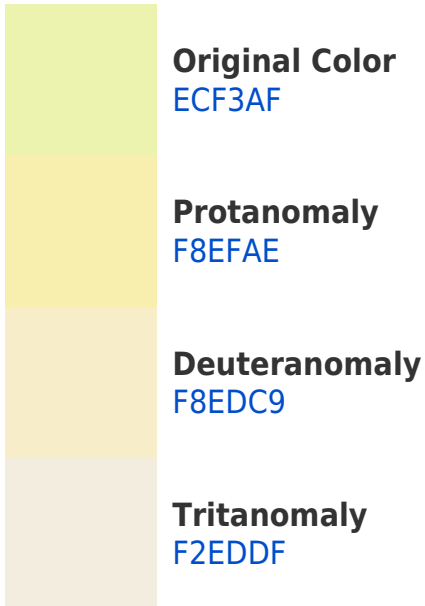 Original Color
ECF3AF
Protanomaly
F8EFAE
Deuteranomaly
F8EDC9
Tritanomaly
F2EDDF